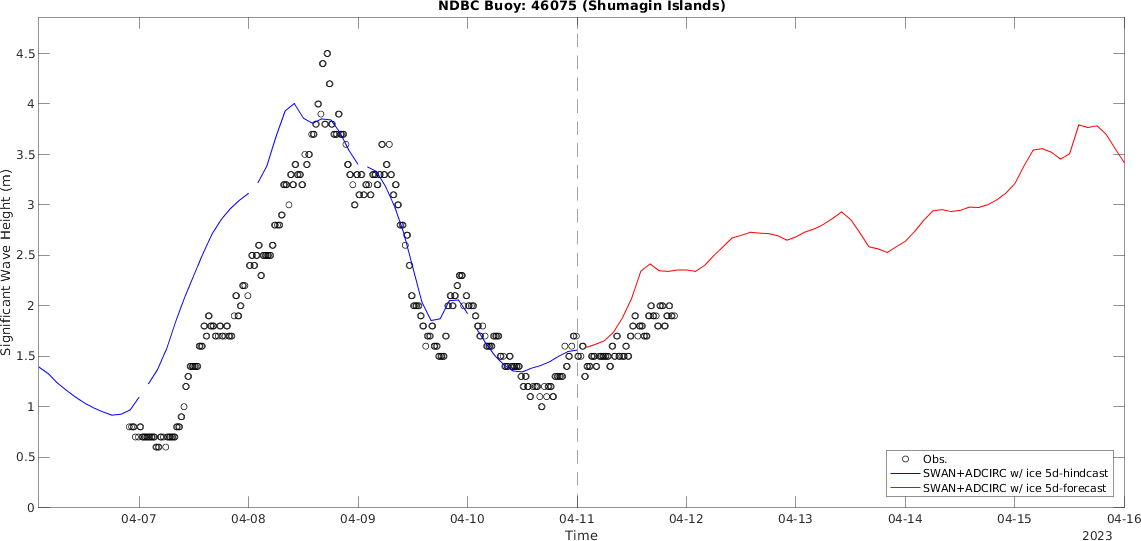 NDBC Buoy: 46075 (Shumagin Islands)
Significant Wave Height (m)
4.5
4
3.5
3
2.5
2
1.5
1
0.5
0
Obs.
SWAN+ADCIRC w/ ice 5d-hindcast
SWAN+ADCIRC w/ ice 5d-forecast
04-07 04-08 04-09 04-10 04-11 04-12 04-13 04-14 04-15 04-16
Time
2023